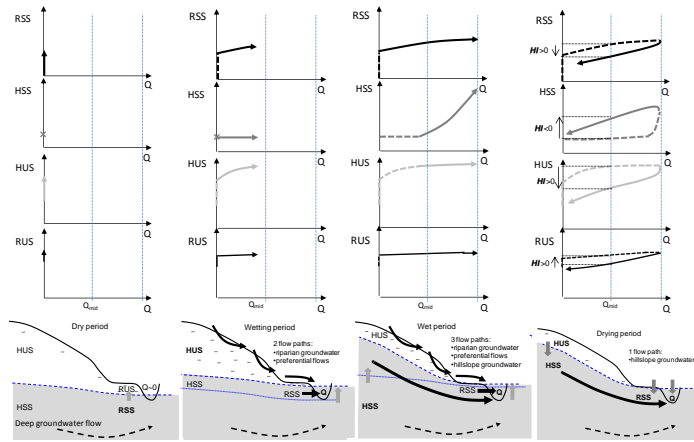 RSS
Q
HSS
Q
HUS
Q
RUS
Q
Qmid
RSS
Q
HSS
Q
HUS
Q
RUS
Q
Qmid
RSS
Q
HSS
Q
HUS
Q
RUS
Q
Qmid
RSS
HI>0
Q
HSS
HI<0
Q
HUS
HI>0
Q
RUS
HI>0
Q
Qmid
Dry period
HUS
RUS
Q~0
RSS
HSS
Deep groundwater flow
Wetting period
2 flow paths:
•riparian groundwater
•preferential flows
HUS
HSS
RSS
Q
Wet period
3 flow paths:
•riparian groundwater
•preferential flows
•hillslope groundwater
HUS
RSS
Q
HSS
Drying period
HUS
1 flow path:
•hillslope groundwater
HSS
RSS
Q